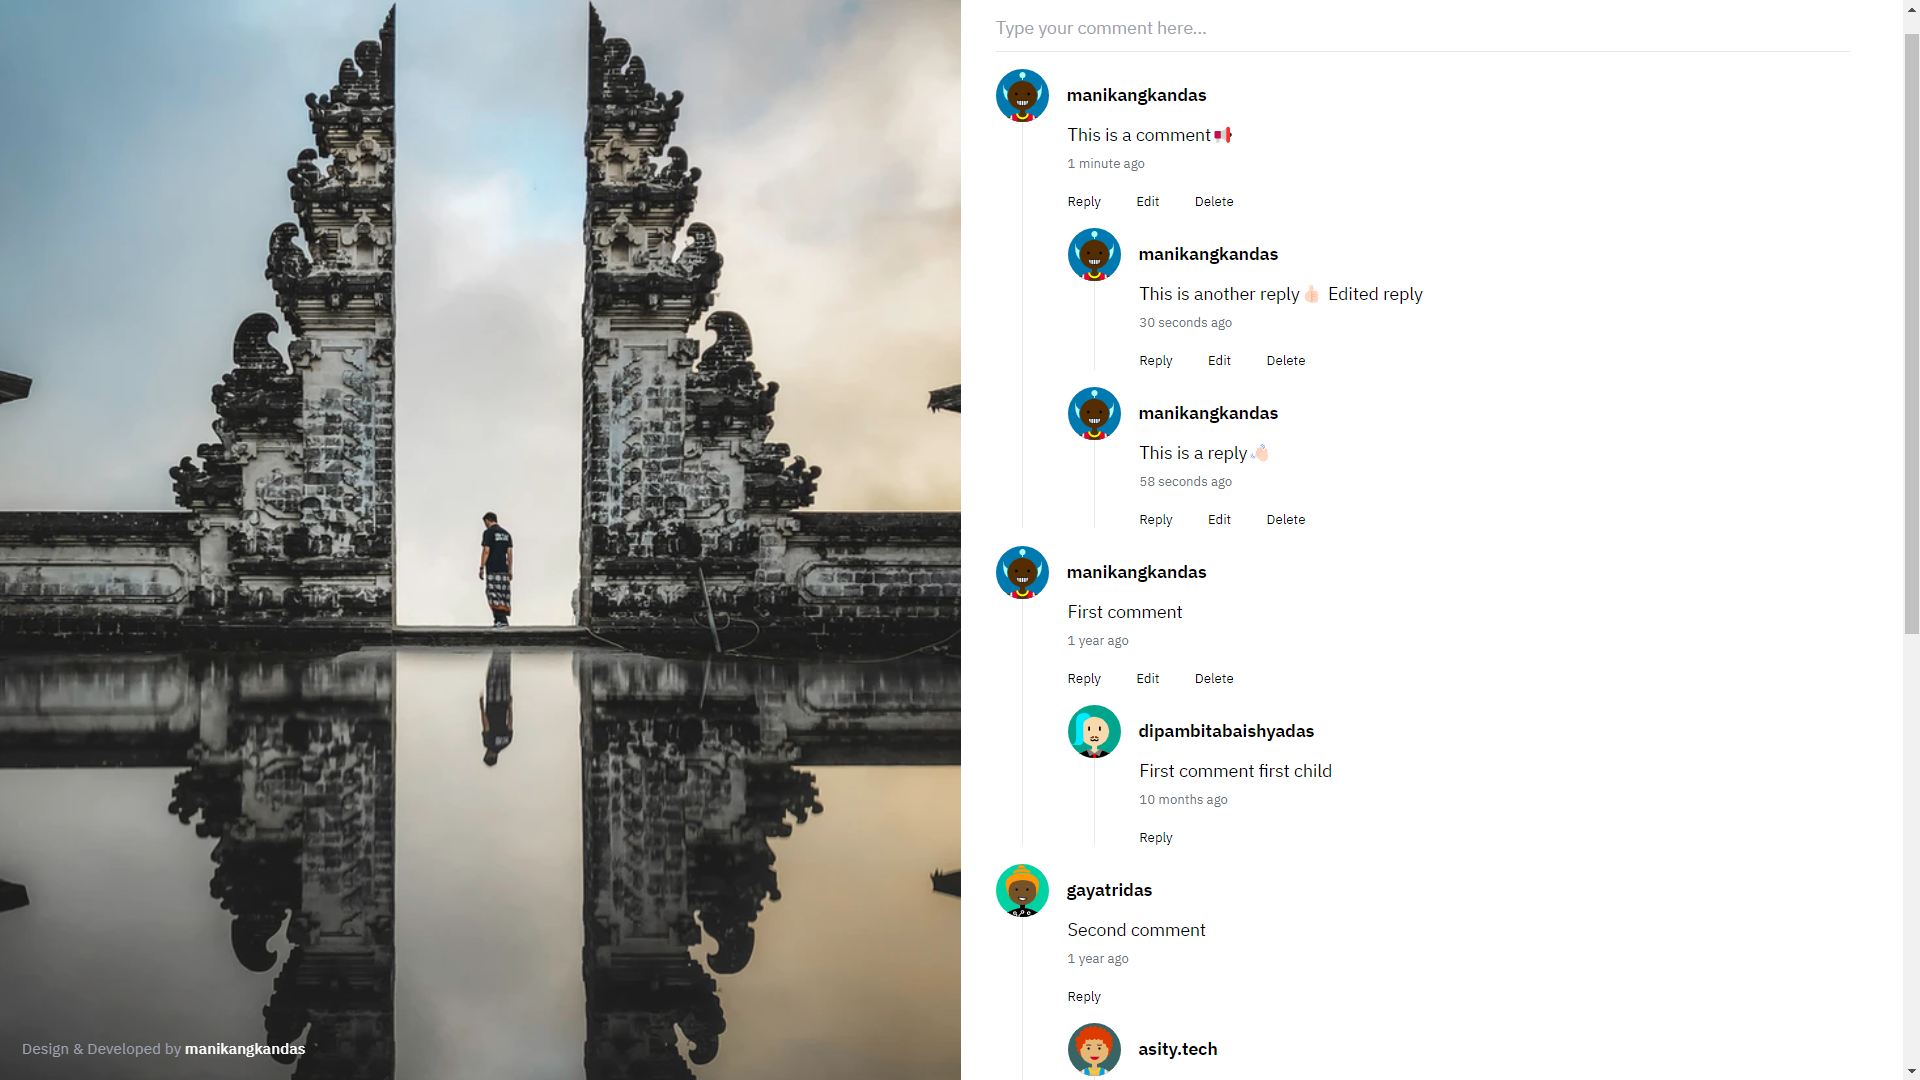 Type your comment here...
manikangkandas
This is a comment📢
1 minute ago
Reply Edit Delete
manikangkandas
This is another reply👍🏻 Edited reply
30 seconds ago
Reply Edit Delete
manikangkandas
This is a reply👋🏻
58 seconds ago
Reply Edit Delete
manikangkandas
First comment
1 year ago
Reply Edit Delete
dipambitabaishyadas
First comment first child
10 months ago
Reply
gayatridas
Second comment
1 year ago
Reply
asity.tech
Design & Developed by manikangkandas